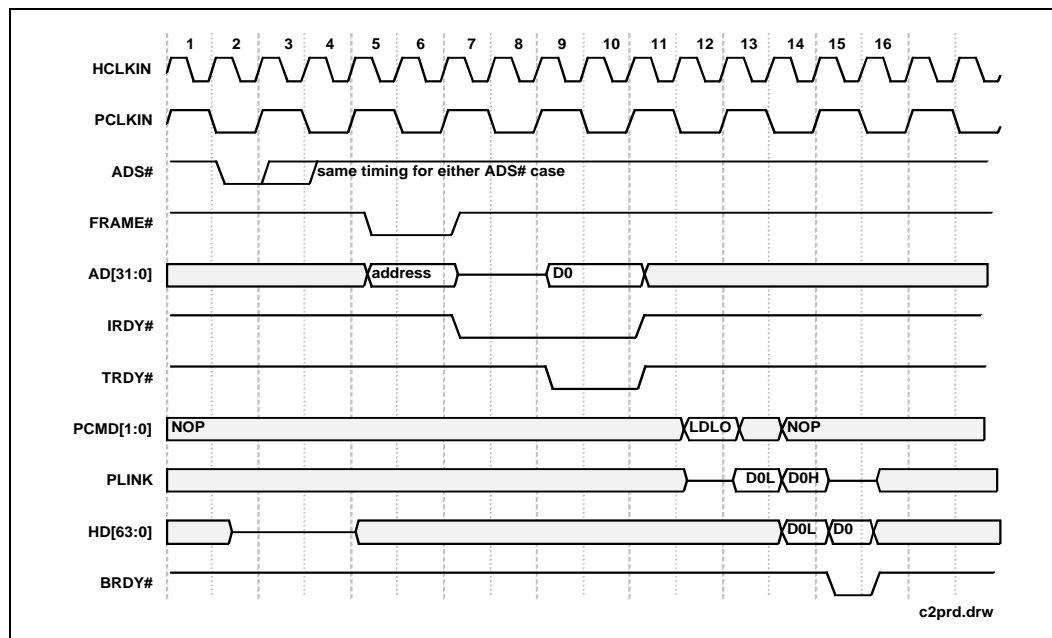 1 2 3 4 5 6 7 8 9 10 11 12 13 14 15 16
HCLKIN
PCLKIN
ADS# same timing for either ADS# case
FRAME#
AD[31:0] address D0
IRDY#
TRDY#
PCMD[1:0] NOP LDLO NOP
PLINK D0L D0H
HD[63:0] D0L D0
BRDY#
c2prd.drw